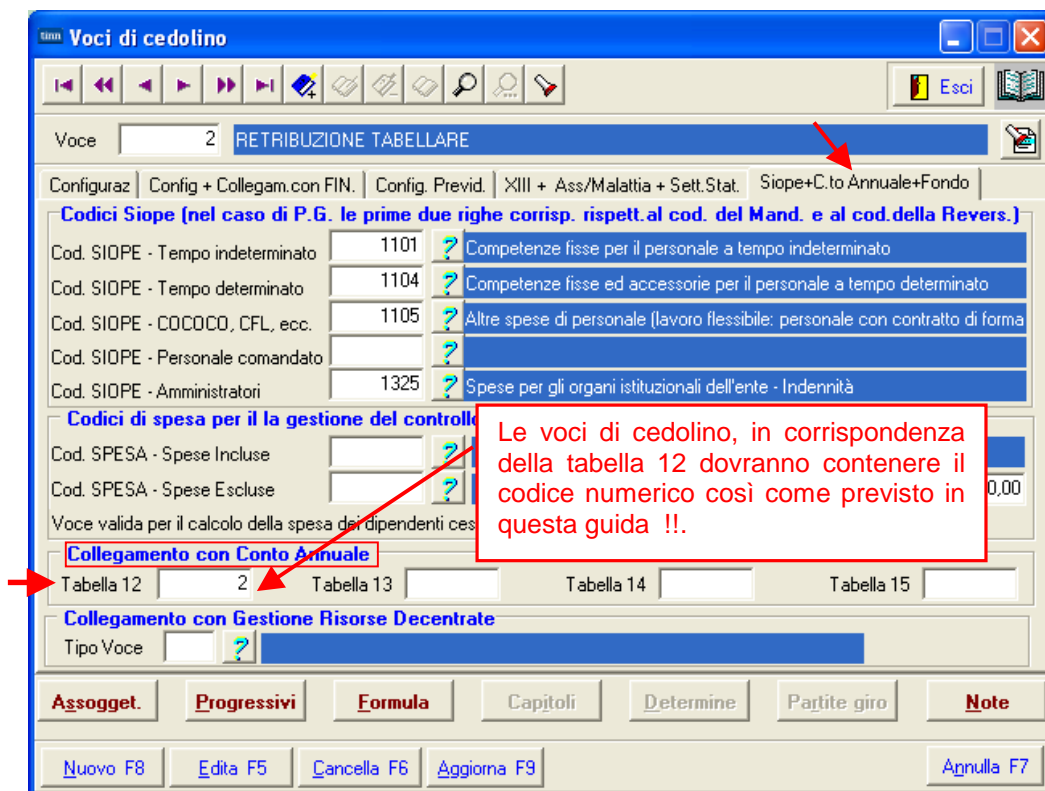 tinn Voci di cedolino
Esci
Voce 2 RETRIBUZIONE TABELLARE
Configuraz Config + Collegam.con FIN. Config. Previd. XIII + Ass/Malattia + Sett.Stat. Siope+C.to Annuale+Fondo
Codici Siope (nel caso di P.G. le prime due righe corrisp. rispett.al cod. del Mand. e al cod.della Revers.)
Cod. SIOPE - Tempo indeterminato 1101 ? Competenze fisse per il personale a tempo indeterminato
Cod. SIOPE - Tempo determinato 1104 ? Competenze fisse ed accessorie per il personale a tempo determinato
Cod. SIOPE - COCOCO, CFL, ecc. 1105 ? Altre spese di personale (lavoro flessibile: personale con contratto di forma
Cod. SIOPE - Personale comandato ?
Cod. SIOPE - Amministratori 1325 ? Spese per gli organi istituzionali dell'ente - Indennità
Codici di spesa per il la gestione del controllo
Cod. SPESA - Spese Incluse ?
Cod. SPESA - Spese Escluse ? 0,00
Voce valida per il calcolo della spesa dei dipendenti ces
Le voci di cedolino, in corrispondenza
della tabella 12 dovranno contenere il
codice numerico così come previsto in
questa guida !!.
Collegamento con Conto Annuale
Tabella 12 2 Tabella 13 Tabella 14 Tabella 15
Collegamento con Gestione Risorse Decentrate
Tipo Voce ?
Assogget. Progressivi Formula Capitoli Determine Partite giro Note
Nuovo F8 Edita F5 Cancella F6 Aggiorna F9 Annulla F7